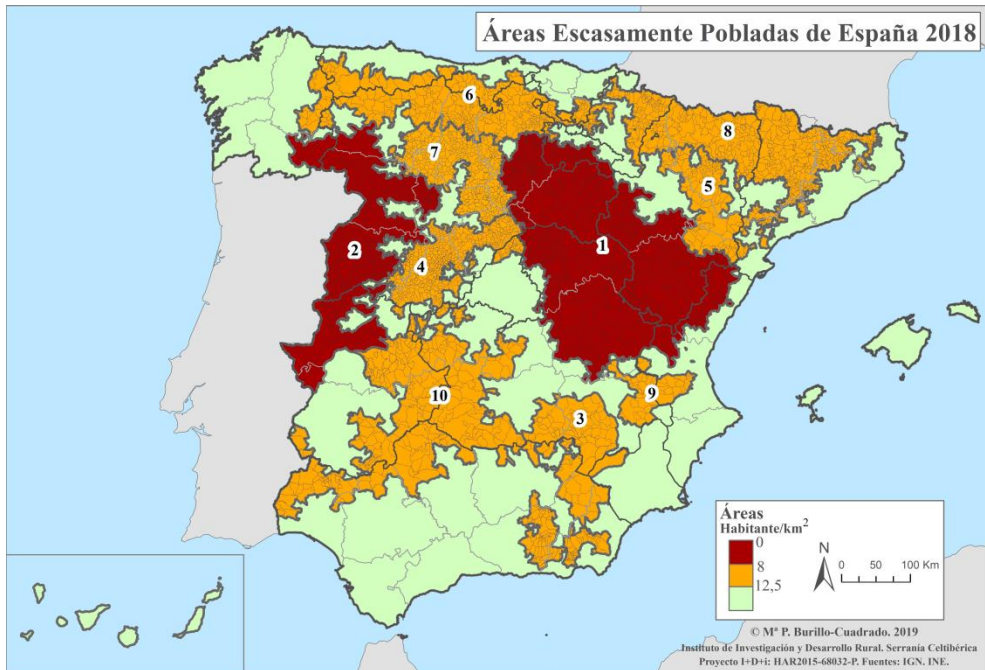 Áreas Escasamente Pobladas de España 2018
6
8
7
5
1
2
4
10
9
3
Áreas
Habitante/km²
0
8
12,5
N
0 50 100 Km
© Mª P. Burillo-Cuadrado. 2019
Instituto de Investigación y Desarrollo Rural. Serranía Celtibérica
Proyecto I+D+i: HAR2015-68032-P. Fuentes: IGN. INE.